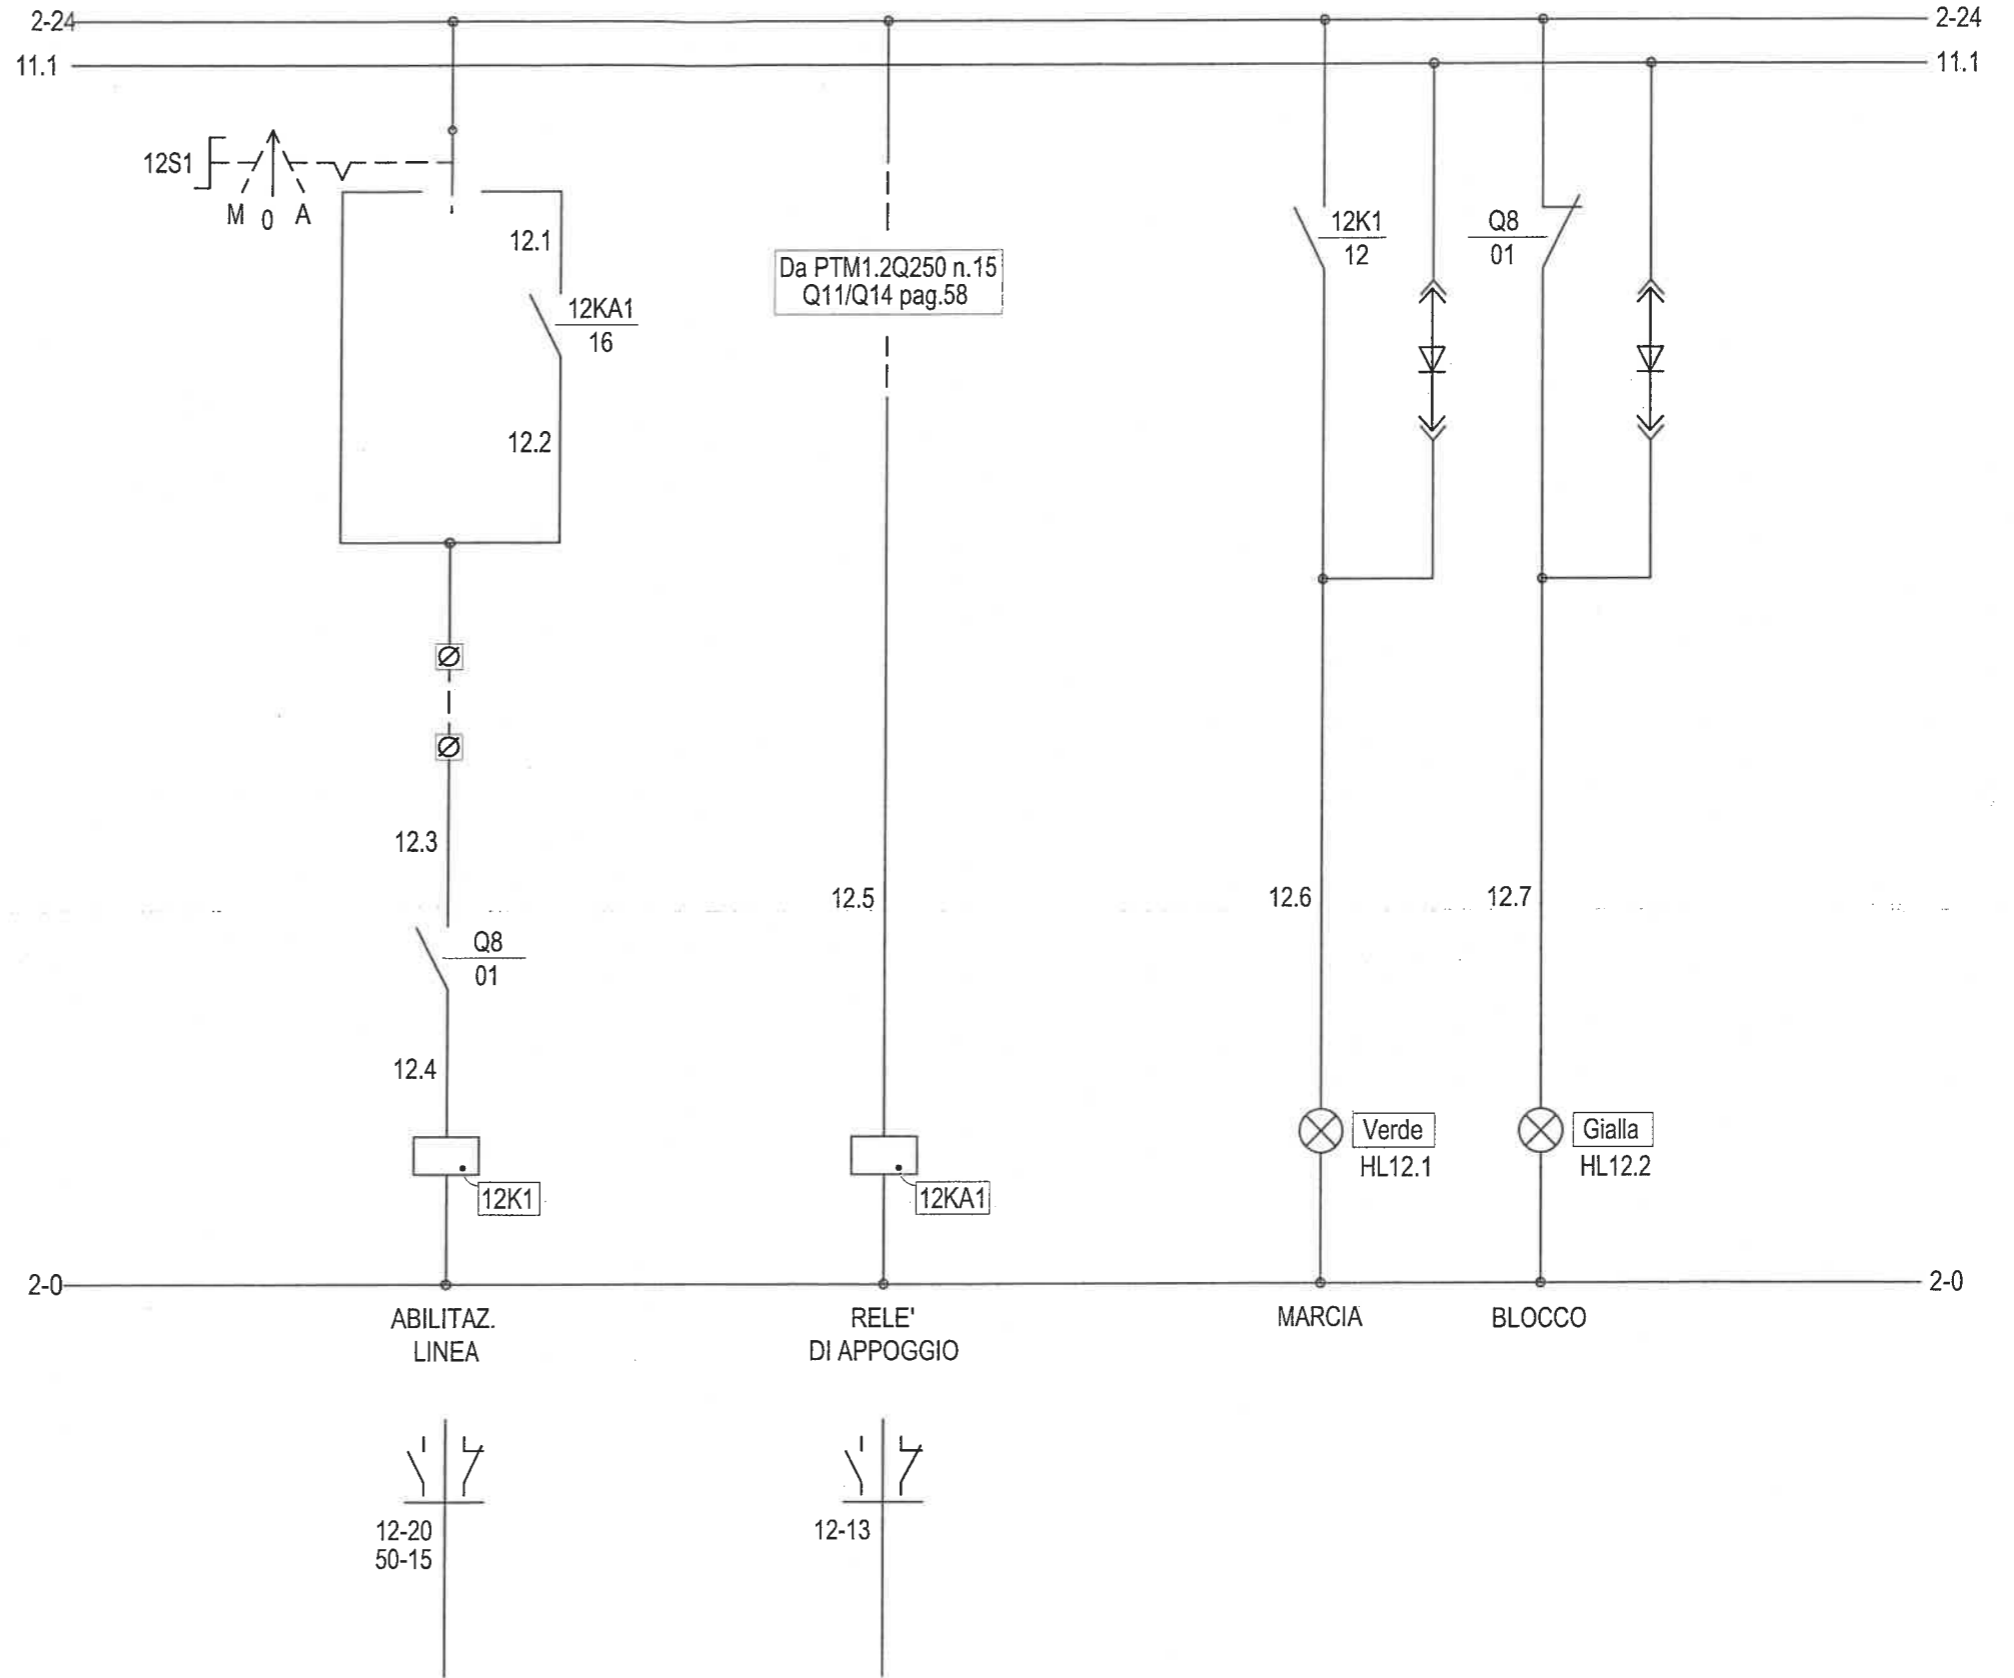 2-24
2-24
11.1
11.1
12S1
M 0 A
12.1
12KA1
16
12.2
12.3
Q8
01
12.4
12K1
ABILITAZ.
LINEA
12-20
50-15
Da PTM1.2Q250 n.15
Q11/Q14 pag.58
12.5
12KA1
RELE'
DI APPOGGIO
12-13
12K1
12
12.6
Verde
HL12.1
MARCIA
Q8
01
12.7
Gialla
HL12.2
BLOCCO
2-0
2-0